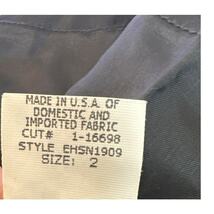 MADE IN U.S.A. OF
DOMESTIC AND
IMPORTED FABRIC
CUT# 1-16698
STYLE EHSN1909
SIZE: 2